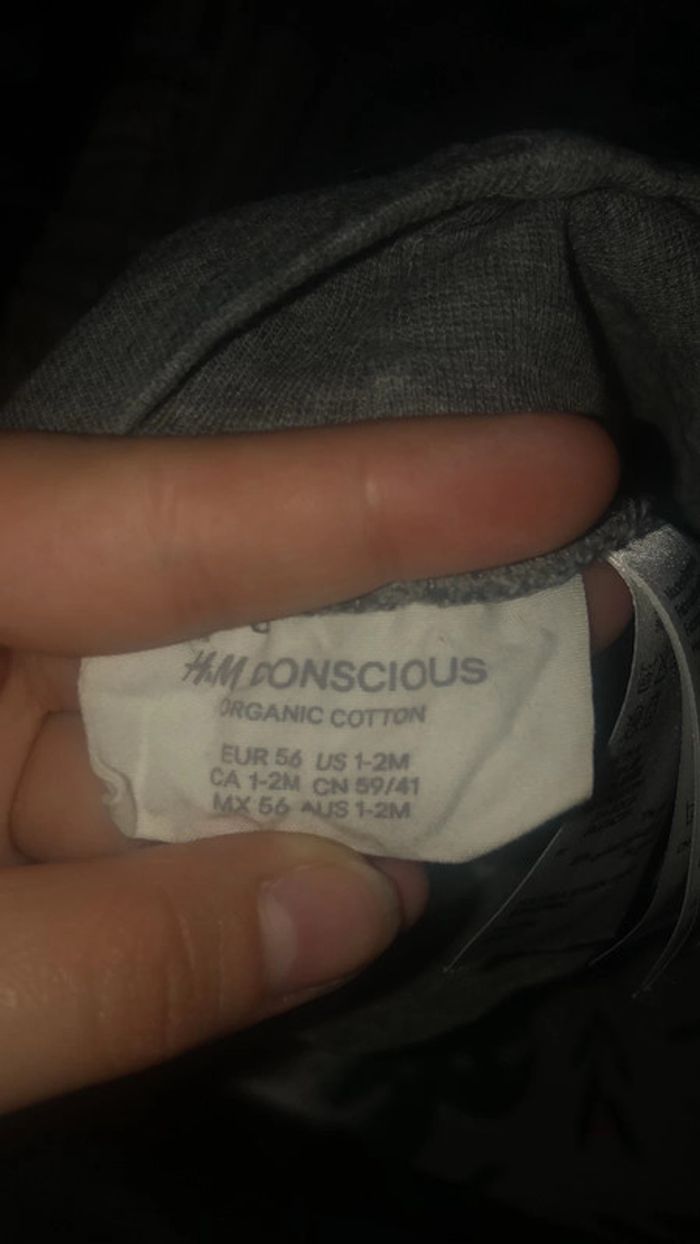 H&M CONSCIOUS
ORGANIC COTTON
EUR 56 US 1-2M
CA 1-2M CN 59/41
MX 56 AUS 1-2M